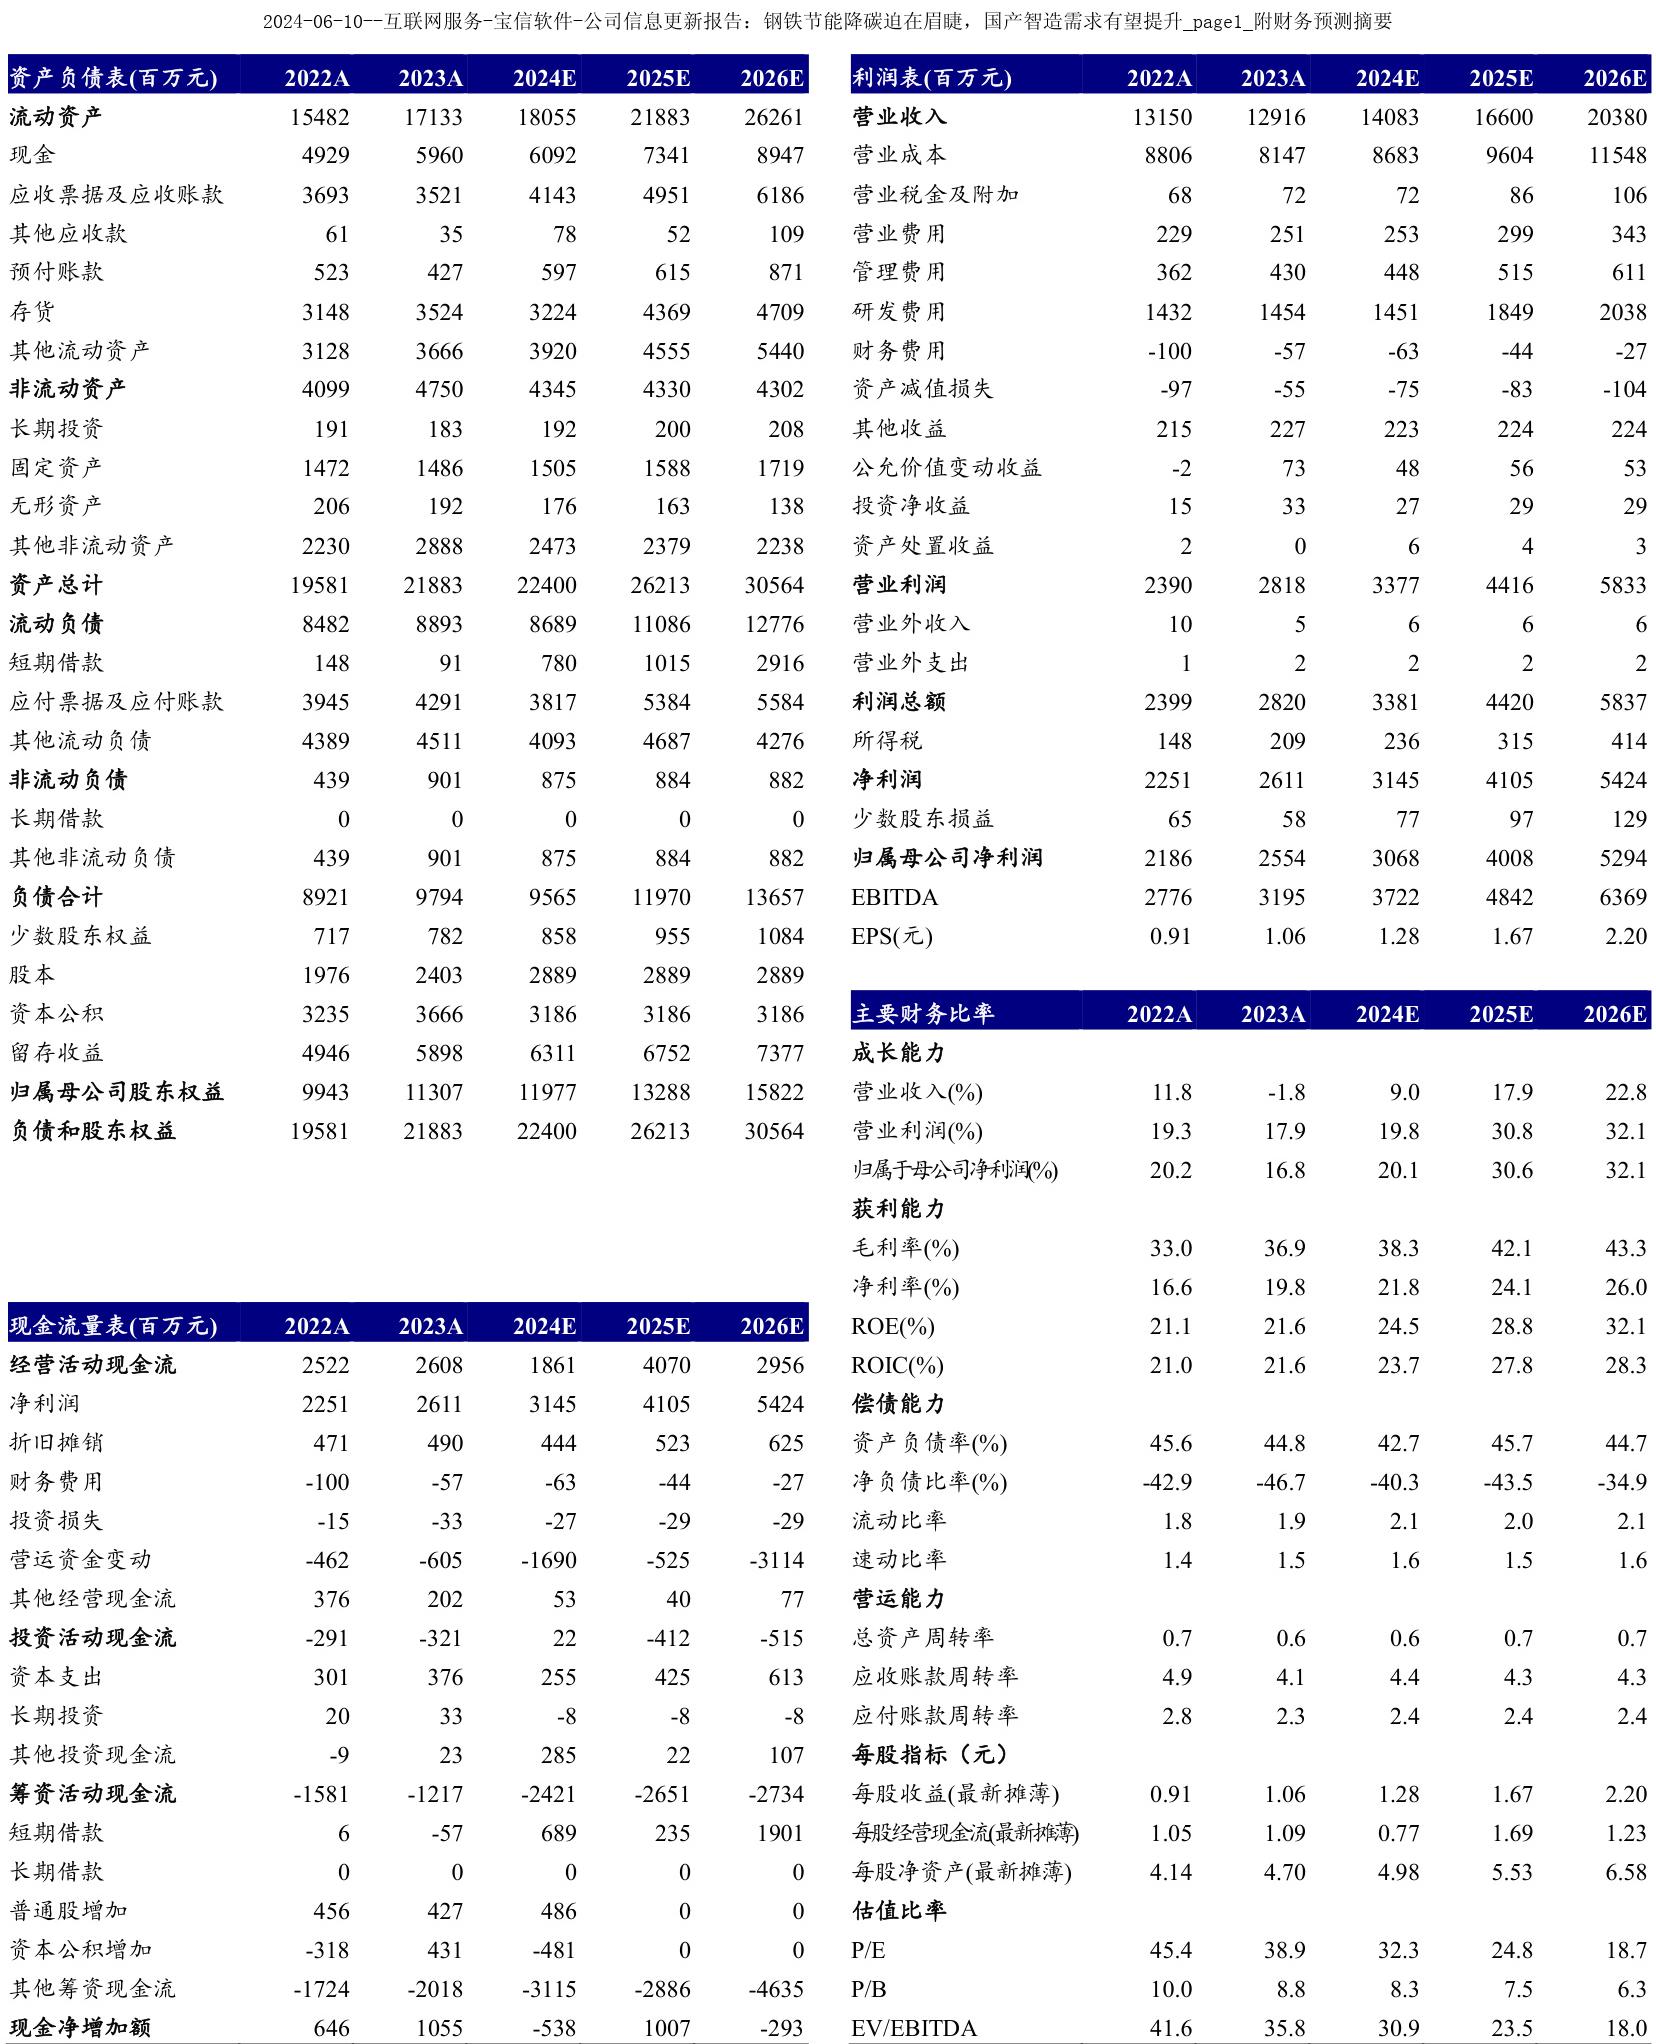 2024-06-10--互联网服务-宝信软件-公司信息更新报告：钢铁节能降碳迫在眉睫，国产智造需求有望提升_page1_附财务预测摘要
资产负债表(百万元) 2022A 2023A 2024E 2025E 2026E
流动资产 15482 17133 18055 21883 26261
现金 4929 5960 6092 7341 8947
应收票据及应收账款 3693 3521 4143 4951 6186
其他应收款 61 35 78 52 109
预付账款 523 427 597 615 871
存货 3148 3524 3224 4369 4709
其他流动资产 3128 3666 3920 4555 5440
非流动资产 4099 4750 4345 4330 4302
长期投资 191 183 192 200 208
固定资产 1472 1486 1505 1588 1719
无形资产 206 192 176 163 138
其他非流动资产 2230 2888 2473 2379 2238
资产总计 19581 21883 22400 26213 30564
流动负债 8482 8893 8689 11086 12776
短期借款 148 91 780 1015 2916
应付票据及应付账款 3945 4291 3817 5384 5584
其他流动负债 4389 4511 4093 4687 4276
非流动负债 439 901 875 884 882
长期借款 0 0 0 0 0
其他非流动负债 439 901 875 884 882
负债合计 8921 9794 9565 11970 13657
少数股东权益 717 782 858 955 1084
股本 1976 2403 2889 2889 2889
资本公积 3235 3666 3186 3186 3186
留存收益 4946 5898 6311 6752 7377
归属母公司股东权益 9943 11307 11977 13288 15822
负债和股东权益 19581 21883 22400 26213 30564
现金流量表(百万元) 2022A 2023A 2024E 2025E 2026E
经营活动现金流 2522 2608 1861 4070 2956
净利润 2251 2611 3145 4105 5424
折旧摊销 471 490 444 523 625
财务费用 -100 -57 -63 -44 -27
投资损失 -15 -33 -27 -29 -29
营运资金变动 -462 -605 -1690 -525 -3114
其他经营现金流 376 202 53 40 77
投资活动现金流 -291 -321 22 -412 -515
资本支出 301 376 255 425 613
长期投资 20 33 -8 -8 -8
其他投资现金流 -9 23 285 22 107
筹资活动现金流 -1581 -1217 -2421 -2651 -2734
短期借款 6 -57 689 235 1901
长期借款 0 0 0 0 0
普通股增加 456 427 486 0 0
资本公积增加 -318 431 -481 0 0
其他筹资现金流 -1724 -2018 -3115 -2886 -4635
现金净增加额 646 1055 -538 1007 -293
利润表(百万元) 2022A 2023A 2024E 2025E 2026E
营业收入 13150 12916 14083 16600 20380
营业成本 8806 8147 8683 9604 11548
营业税金及附加 68 72 72 86 106
营业费用 229 251 253 299 343
管理费用 362 430 448 515 611
研发费用 1432 1454 1451 1849 2038
财务费用 -100 -57 -63 -44 -27
资产减值损失 -97 -55 -75 -83 -104
其他收益 215 227 223 224 224
公允价值变动收益 -2 73 48 56 53
投资净收益 15 33 27 29 29
资产处置收益 2 0 6 4 3
营业利润 2390 2818 3377 4416 5833
营业外收入 10 5 6 6 6
营业外支出 1 2 2 2 2
利润总额 2399 2820 3381 4420 5837
所得税 148 209 236 315 414
净利润 2251 2611 3145 4105 5424
少数股东损益 65 58 77 97 129
归属母公司净利润 2186 2554 3068 4008 5294
EBITDA 2776 3195 3722 4842 6369
EPS(元) 0.91 1.06 1.28 1.67 2.20
主要财务比率 2022A 2023A 2024E 2025E 2026E
成长能力
营业收入(%) 11.8 -1.8 9.0 17.9 22.8
营业利润(%) 19.3 17.9 19.8 30.8 32.1
归属于母公司净利润(%) 20.2 16.8 20.1 30.6 32.1
获利能力
毛利率(%) 33.0 36.9 38.3 42.1 43.3
净利率(%) 16.6 19.8 21.8 24.1 26.0
ROE(%) 21.1 21.6 24.5 28.8 32.1
ROIC(%) 21.0 21.6 23.7 27.8 28.3
偿债能力
资产负债率(%) 45.6 44.8 42.7 45.7 44.7
净负债比率(%) -42.9 -46.7 -40.3 -43.5 -34.9
流动比率 1.8 1.9 2.1 2.0 2.1
速动比率 1.4 1.5 1.6 1.5 1.6
营运能力
总资产周转率 0.7 0.6 0.6 0.7 0.7
应收账款周转率 4.9 4.1 4.4 4.3 4.3
应付账款周转率 2.8 2.3 2.4 2.4 2.4
每股指标（元）
每股收益(最新摊薄) 0.91 1.06 1.28 1.67 2.20
每股经营现金流(最新摊薄) 1.05 1.09 0.77 1.69 1.23
每股净资产(最新摊薄) 4.14 4.70 4.98 5.53 6.58
估值比率
P/E 45.4 38.9 32.3 24.8 18.7
P/B 10.0 8.8 8.3 7.5 6.3
EV/EBITDA 41.6 35.8 30.9 23.5 18.0